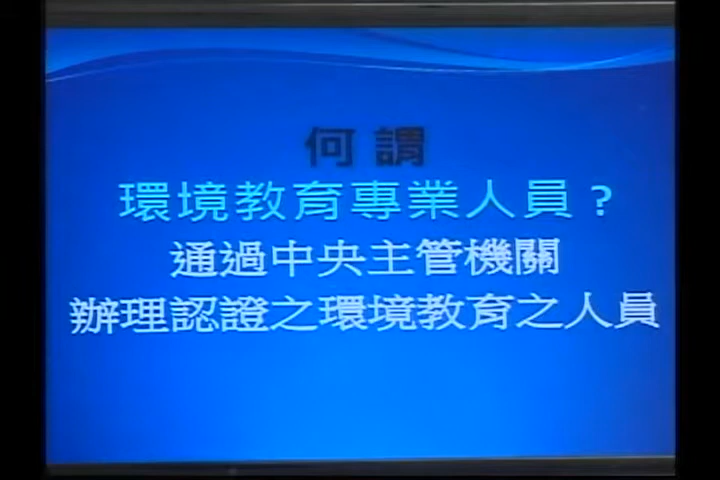 何謂
環境教育專業人員?
通過中央主管機關
辦理認證之環境教育之人員